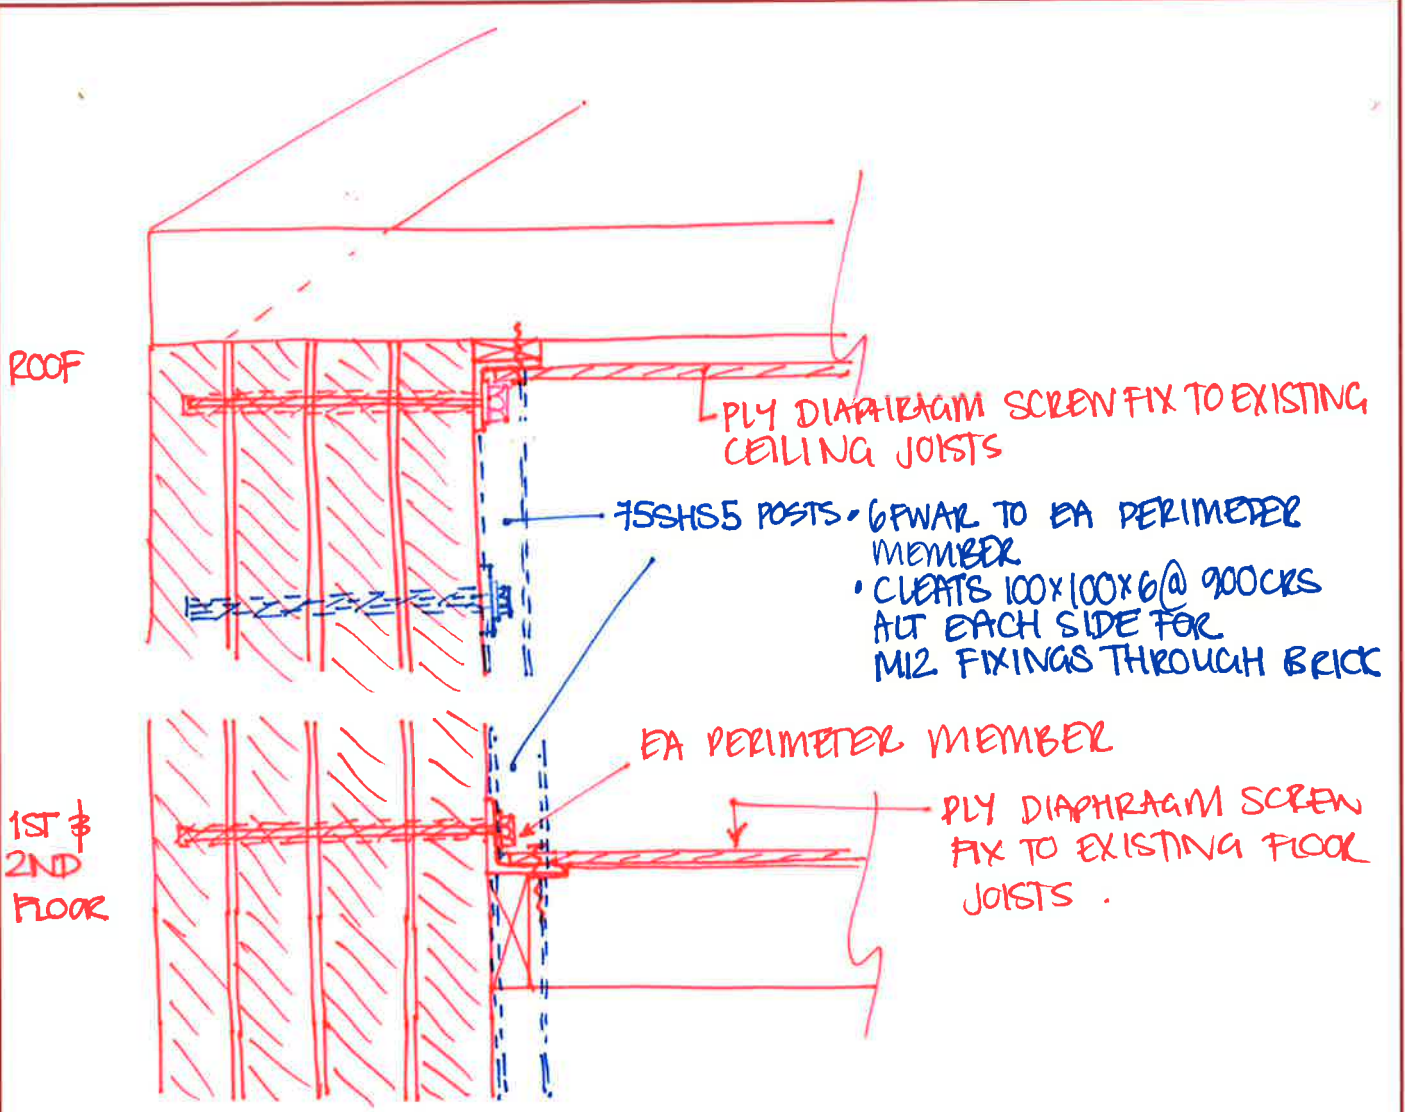 ROOF
PLY DIAPHRAGM SCREW FIX TO EXISTING
CEILING JOISTS
75SHS5 POSTS • 6FWAR TO EA PERIMETER
MEMBER
• CLEATS 100x100x6 @ 900CRS
ALT EACH SIDE FOR
M12 FIXINGS THROUGH BRICK
EA PERIMETER MEMBER
1ST &
2ND
FLOOR
PLY DIAPHRAGM SCREW
FIX TO EXISTING FLOOR
JOISTS .